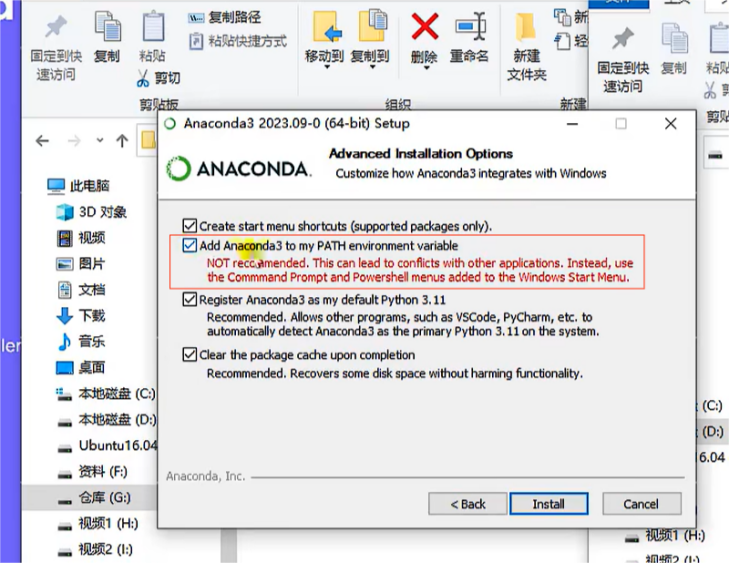 复制路径
粘贴快捷方式
固定到快
速访问
复制
粘贴
剪切
剪贴板
移动到
复制到
删除
重命名
组织
新建
文件夹
新建
固定到快
速访问
复制
Anaconda3 2023.09-0 (64-bit) Setup
ANACONDA.
Advanced Installation Options
Customize how Anaconda3 integrates with Windows
Create start menu shortcuts (supported packages only).
Add Anaconda3 to my PATH environment variable
NOT recommended. This can lead to conflicts with other applications. Instead, use
the Commmand Prompt and Powershell menus added to the Windows Start Menu.
Register Anaconda3 as my default Python 3.11
Recommended. Allows other programs, such as VSCode, PyCharm, etc. to
automatically detect Anaconda3 as the primary Python 3.11 on the system.
Clear the package cache upon completion
Recommended. Recovers some disk space without harming functionality.
Anaconda, Inc.
< Back
Install
Cancel
此电脑
3D 对象
视频
图片
文档
下载
音乐
桌面
本地磁盘 (C:)
本地磁盘 (D:)
Ubuntu16.04
资料 (F:)
仓库 (G:)
视频1 (H:)
视频2 (I:)
(C:)
(D:)
6.04
视频1 (H:)
视频2 (I:)